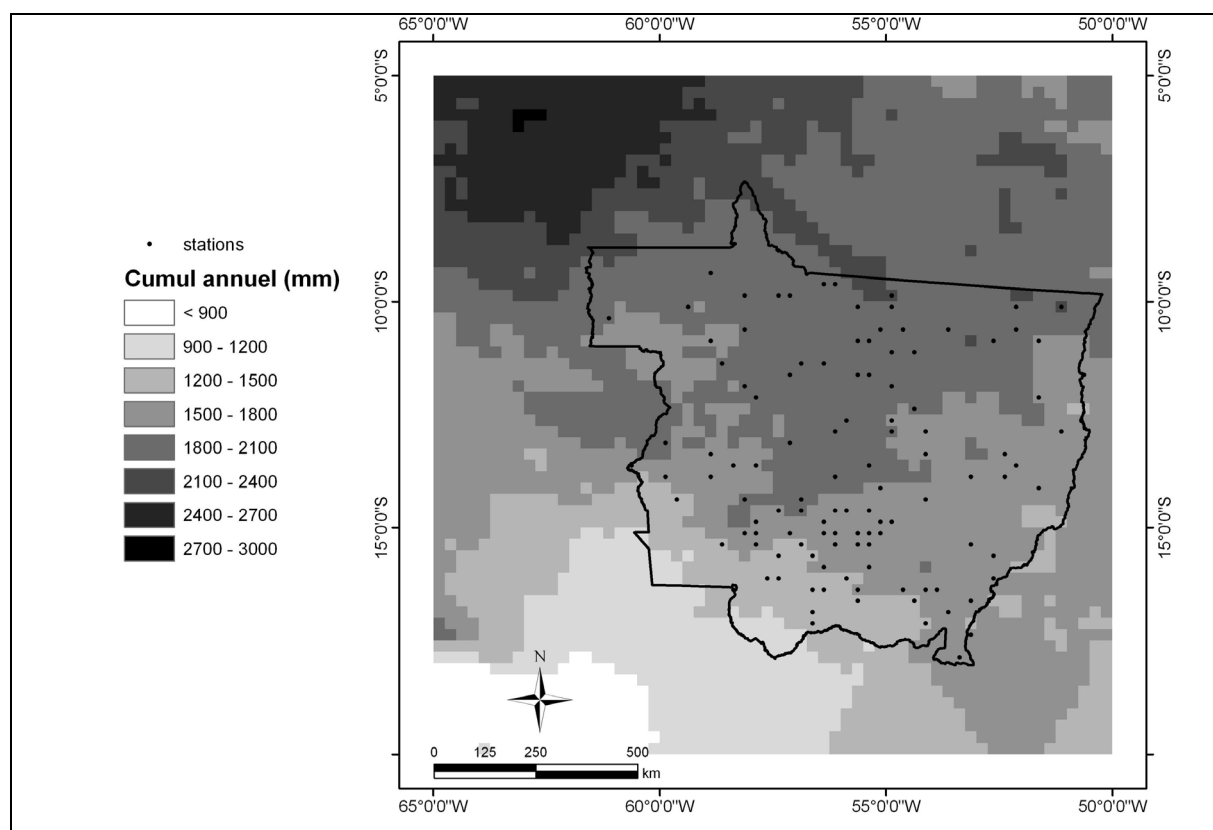 65°0'0"W 60°0'0"W 55°0'0"W 50°0'0"W
5°0'0"S 5°0'0"S
stations
Cumul annuel (mm)
< 900
900 - 1200
1200 - 1500
1500 - 1800
1800 - 2100
2100 - 2400
2400 - 2700
2700 - 3000
10°0'0"S 10°0'0"S
15°0'0"S 15°0'0"S
N
0 125 250 500
km
65°0'0"W 60°0'0"W 55°0'0"W 50°0'0"W